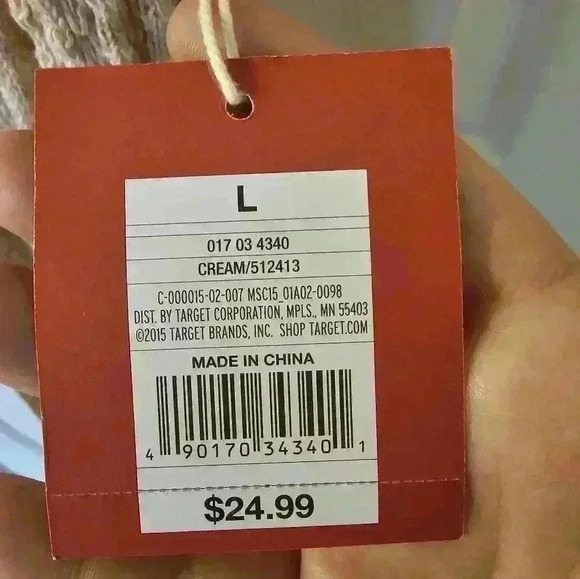 L
017 03 4340
CREAM/512413
C-000015-02-007 MSC15_01A02-0098
DIST. BY TARGET CORPORATION, MPLS., MN 55403
©2015 TARGET BRANDS, INC. SHOP TARGET.COM
MADE IN CHINA
4 90170 34340 1
$24.99